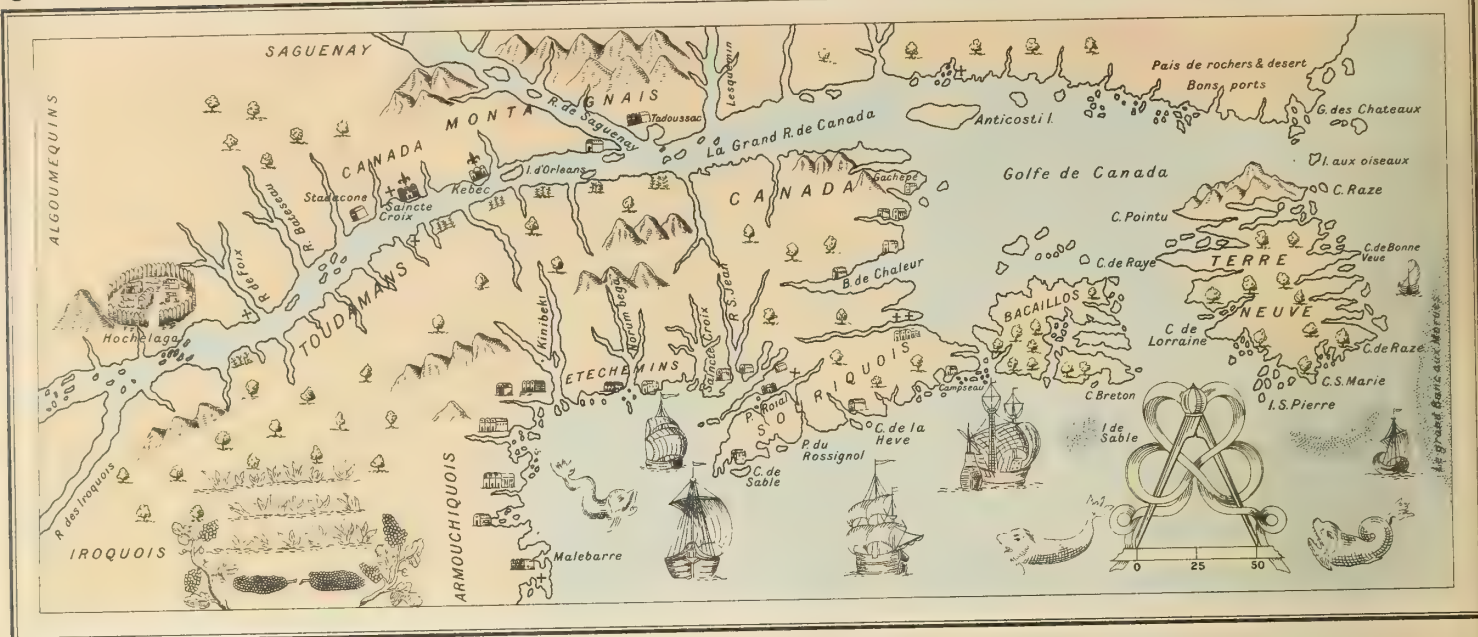 SAGUENAY
Lesquemin
Pais de rochers & desert
Bons ports
G. des Chateaux
ALGOUMEQUINS
MONTAGNAIS
R. de Saguenay
Tadoussac
La Grand R. de Canada
Anticosti I.
I. aux oiseaux
CANADA
Kebec
I. d'Orleans
Stadacone
Saincte
Croix
R. Batescau
R. de Foix
CANADA
Gachepé
Golfe de Canada
C. Raze
C. Pointu
C. de Bonne
Veue
TERRE
NEUVE
C. de Raye
BACAILLOS
B. de Chaleur
Hochelaga
TOUDAMANS
Kinibeki
Norumbega
Saincte Croix
R. S. Jean
C. de
Lorraine
C. de Raze
C. S. Marie
I. S. Pierre
Le grand Banc aux Morues
ETECHEMINS
SOURIQUOIS
P. Roial
Campseau
C. Breton
C. de la
Heve
P. du
Rossignol
C. de
Sable
I de
Sable
R des Iroquois
IROQUOIS
ARMOUCHIQUOIS
Malebarre
0 25 50